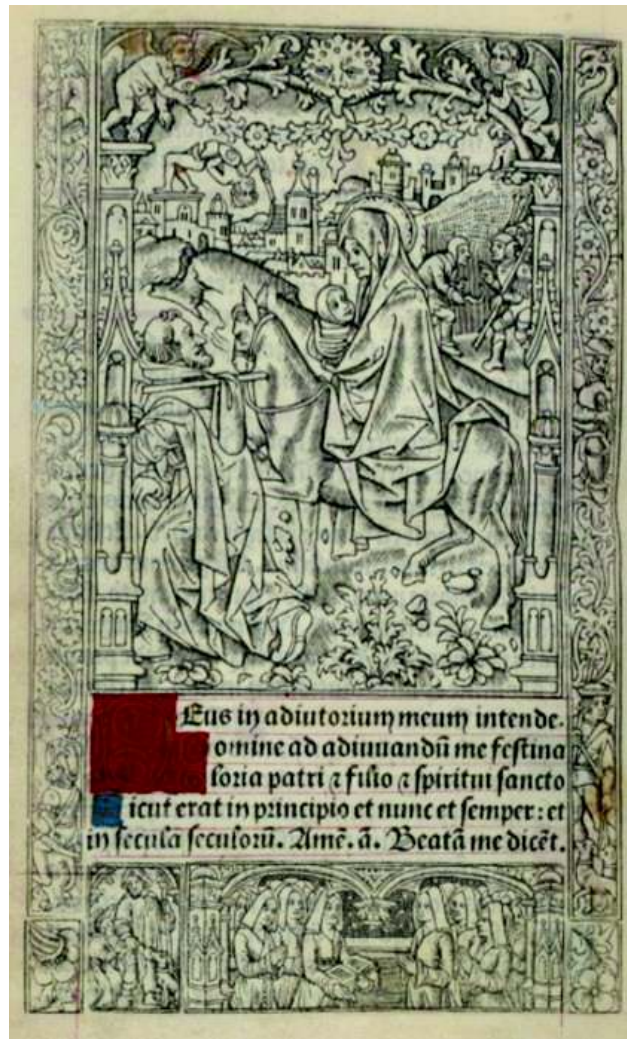 Eus in adiutorium meum intende.
omine ad adiuuandū me festina
loria patri ⁊ filio ⁊ spiritui sancto
icut erat in principio et nunc et semper: et
in secula seculorū. Amē. ā. Beatā me dicēt.